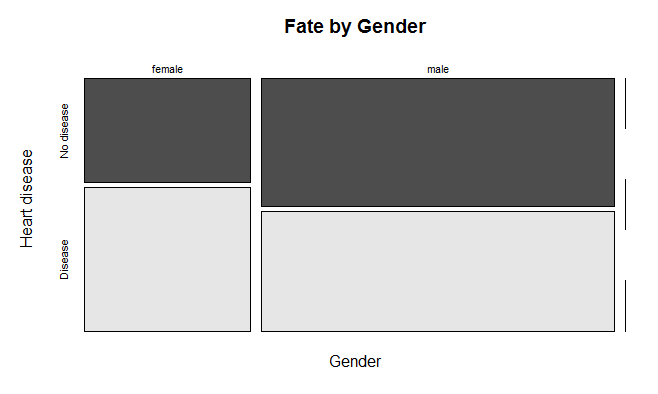 Fate by Gender
female
male
No disease
Heart disease
Disease
Gender